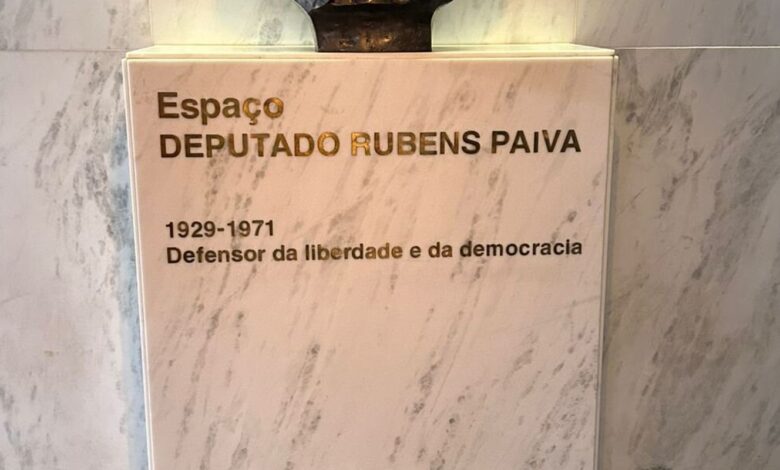 Espaço
DEPUTADO RUBENS PAIVA
1929-1971
Defensor da liberdade e da democracia